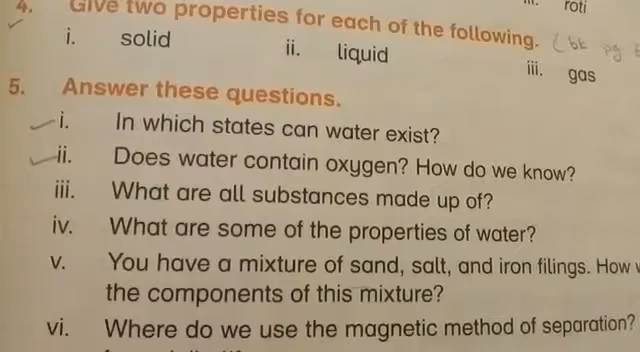 iii. roti
4. Give two properties for each of the following. (bk pg
i. solid ii. liquid iii. gas
5. Answer these questions.
i. In which states can water exist?
ii. Does water contain oxygen? How do we know?
iii. What are all substances made up of?
iv. What are some of the properties of water?
v. You have a mixture of sand, salt, and iron filings. How
the components of this mixture?
vi. Where do we use the magnetic method of separation?